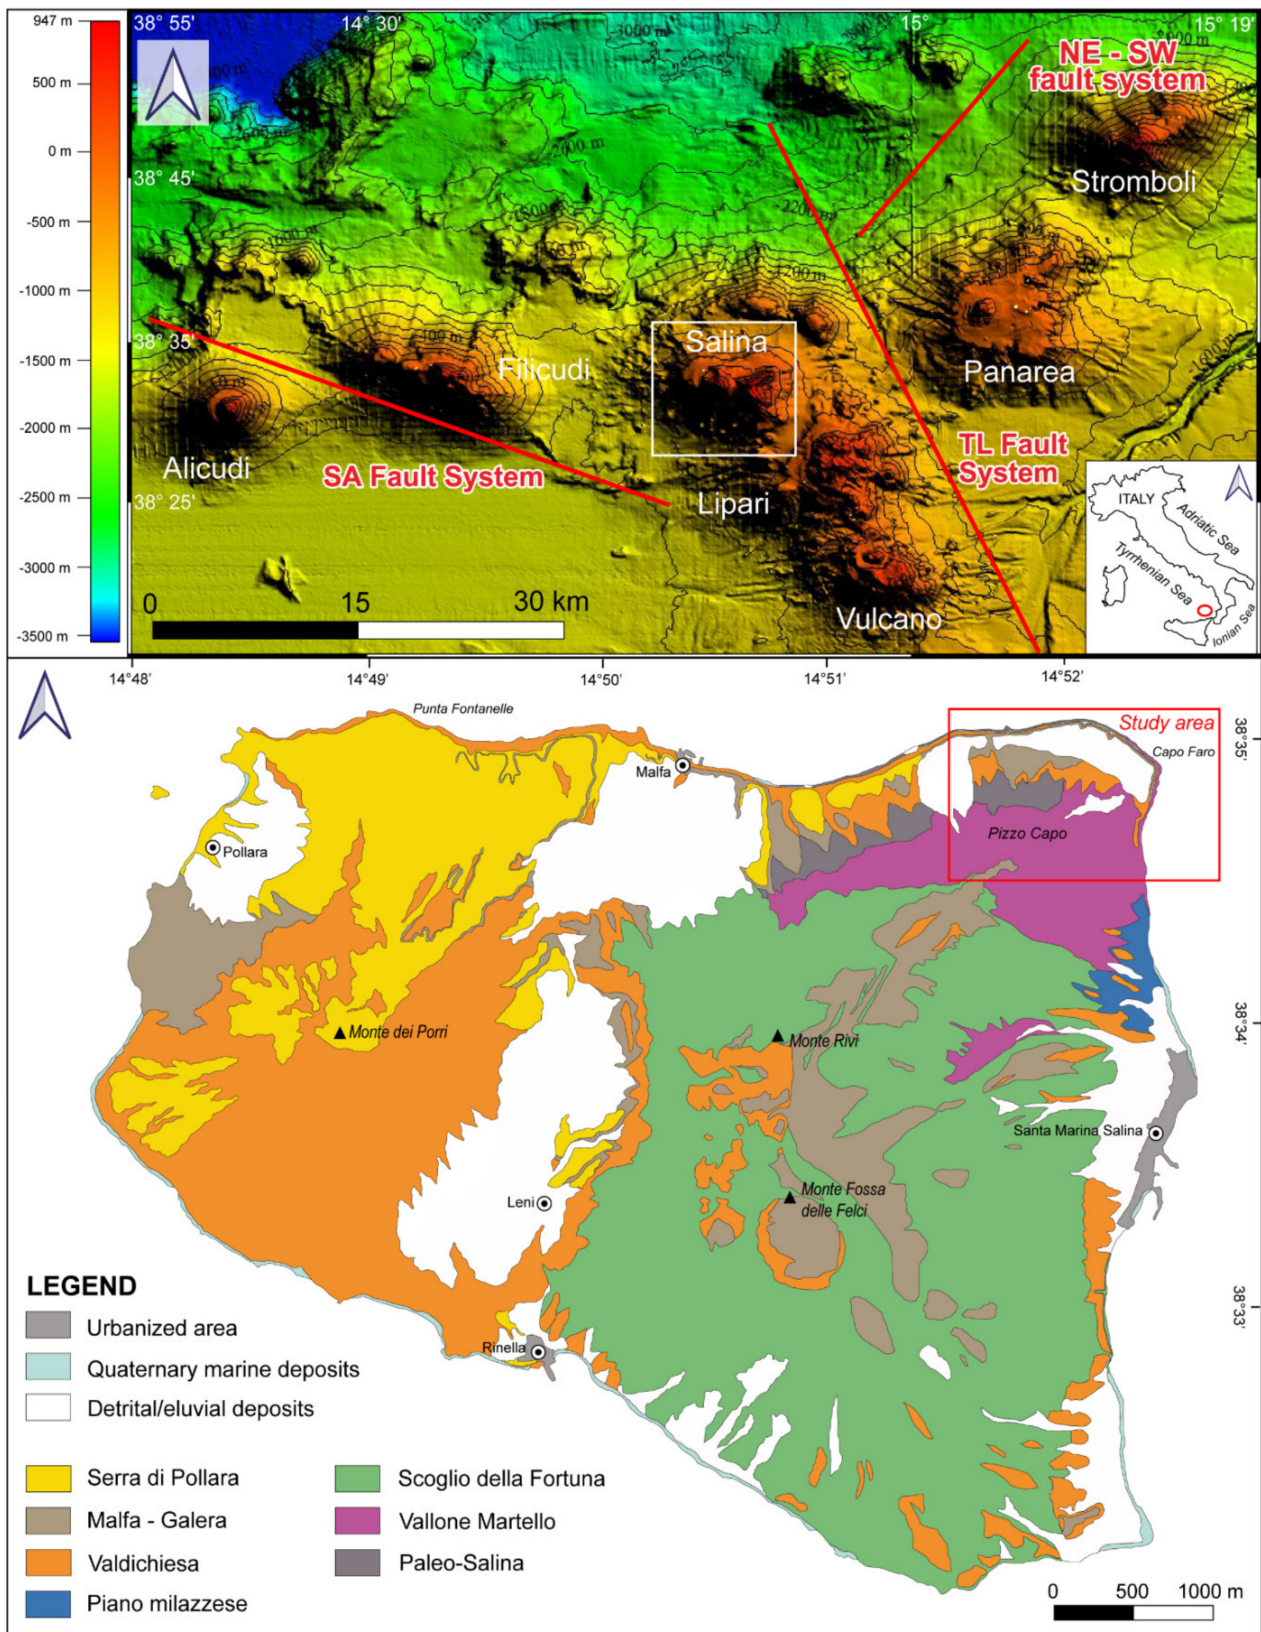 947 m
500 m
0 m
-500 m
-1000 m
-1500 m
-2000 m
-2500 m
-3000 m
-3500 m
38° 55'
14° 30'
15°
15° 19'
38° 45'
38° 35'
38° 25'
NE - SW
fault system
Stromboli
Salina
Filicudi
Panarea
Alicudi
SA Fault System
TL Fault
System
Lipari
Vulcano
0
15
30 km
ITALY
Adriatic Sea
Tyrrhenian Sea
Ionian Sea
14°48'
14°49'
14°50'
14°51'
14°52'
Punta Fontanelle
Study area
Capo Faro
38°35'
Malfa
Pizzo Capo
Pollara
38°34'
Monte dei Porri
Monte Rivi
Santa Marina Salina
Monte Fossa
delle Felci
Leni
38°33'
Rinella
LEGEND
Urbanized area
Quaternary marine deposits
Detrital/eluvial deposits
Serra di Pollara
Malfa - Galera
Valdichiesa
Piano milazzese
Scoglio della Fortuna
Vallone Martello
Paleo-Salina
0
500
1000 m